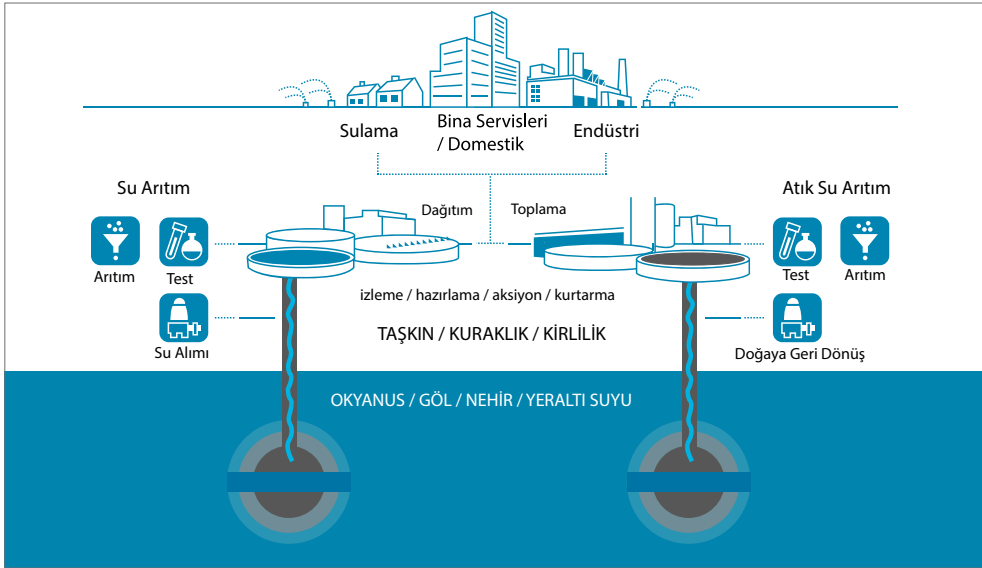 Sulama
Bina Servisleri
/ Domestik
Endüstri
Su Arıtım
Atık Su Arıtım
Dağıtım
Toplama
Arıtım
Test
Test
Arıtım
izleme / hazırlama / aksiyon / kurtarma
TAŞKIN / KURAKLIK / KİRLİLİK
Su Alımı
Doğaya Geri Dönüş
OKYANUS / GÖL / NEHİR / YERALTI SUYU